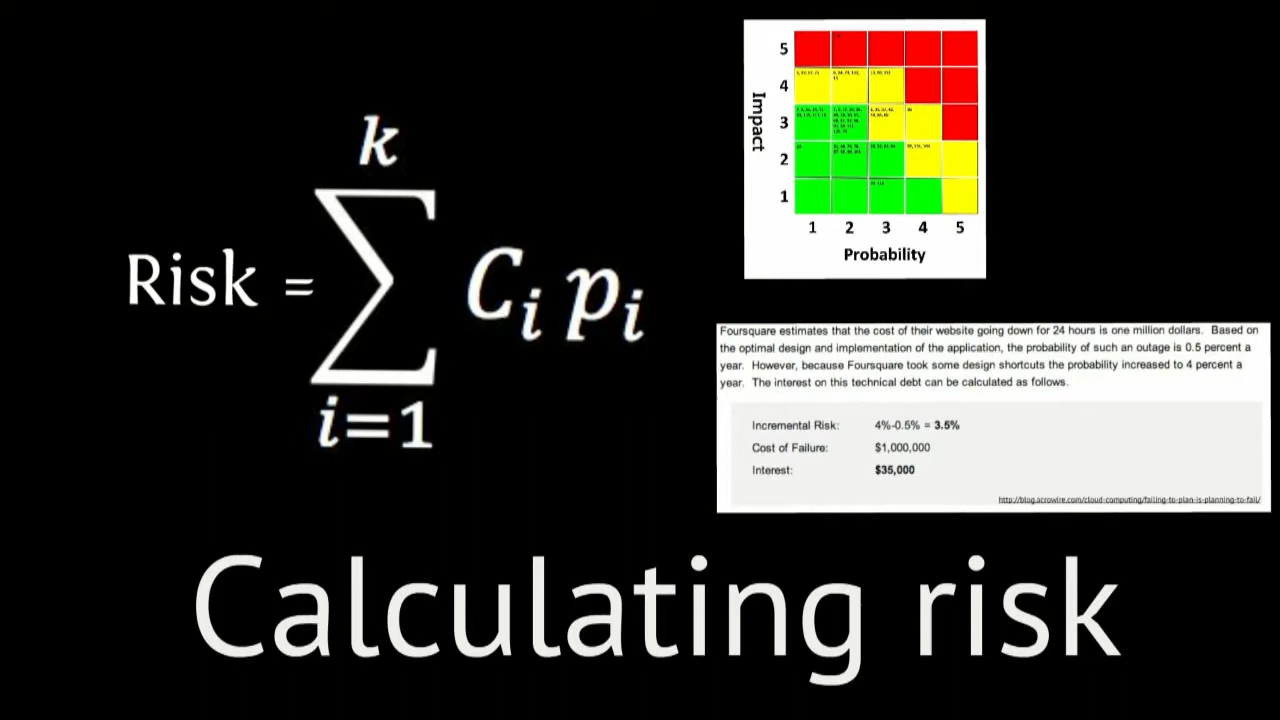 k
Risk = ∑ Cᵢ pᵢ
i=1
Impact
5
4
3
2
1
1 2 3 4 5
Probability
Foursquare estimates that the cost of their website going down for 24 hours is one million dollars. Based on
the optimal design and implementation of the application, the probability of such an outage is 0.5 percent a
year. However, because Foursquare took some design shortcuts the probability increased to 4 percent a
year. The interest on this technical debt can be calculated as follows.
Incremental Risk: 4%-0.5% = 3.5%
Cost of Failure: $1,000,000
Interest: $35,000
http://blog.acrowire.com/cloud-computing/failing-to-plan-is-planning-to-fail/
Calculating risk